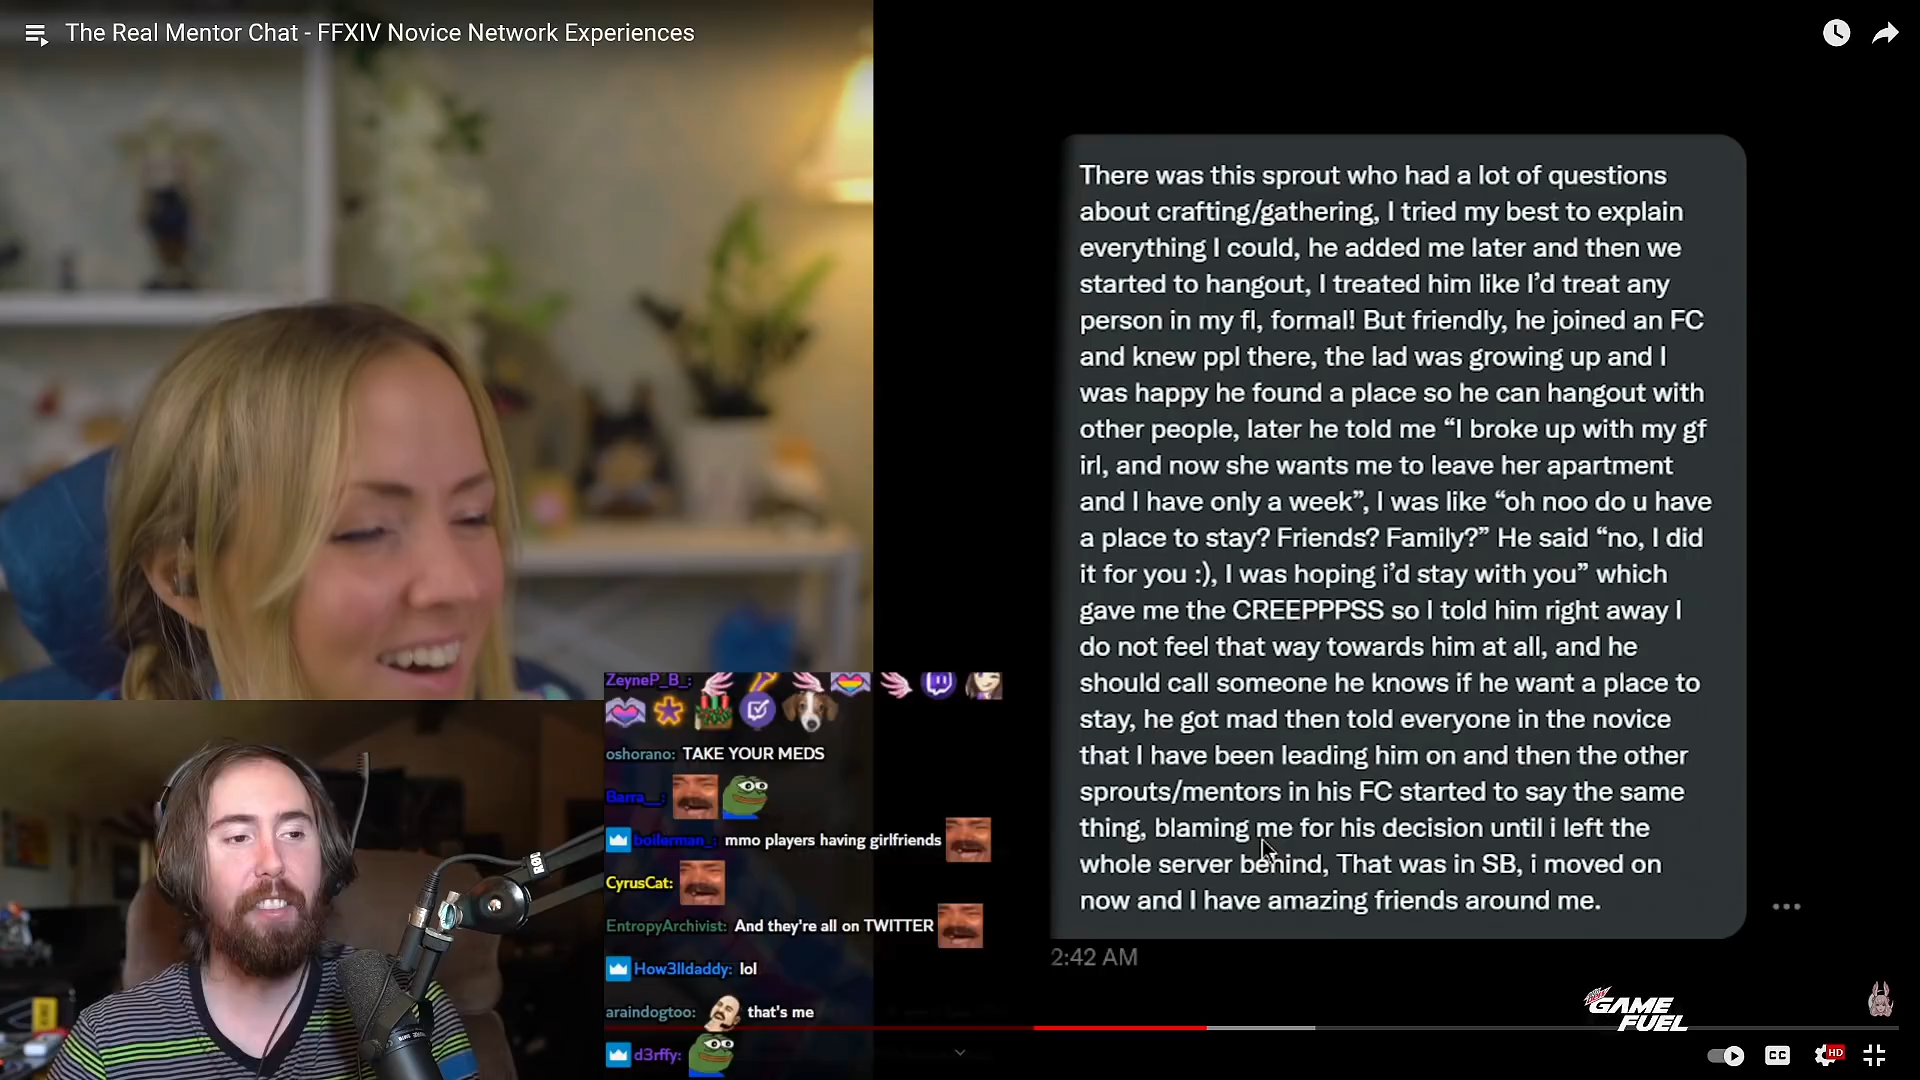 The Real Mentor Chat - FFXIV Novice Network Experiences
There was this sprout who had a lot of questions
about crafting/gathering, I tried my best to explain
everything I could, he added me later and then we
started to hangout, I treated him like I’d treat any
person in my fl, formal! But friendly, he joined an FC
and knew ppl there, the lad was growing up and I
was happy he found a place so he can hangout with
other people, later he told me “I broke up with my gf
irl, and now she wants me to leave her apartment
and I have only a week”, I was like “oh noo do u have
a place to stay? Friends? Family?” He said “no, I did
it for you :), I was hoping i’d stay with you” which
gave me the CREEPPPSS so I told him right away I
do not feel that way towards him at all, and he
should call someone he knows if he want a place to
stay, he got mad then told everyone in the novice
that I have been leading him on and then the other
sprouts/mentors in his FC started to say the same
thing, blaming me for his decision until i left the
whole server behind, That was in SB, i moved on
now and I have amazing friends around me.
2:42 AM
ZeyneP_B_:
oshorano: TAKE YOUR MEDS
Barra__:
boilerman_: mmo players having girlfriends
CyrusCat:
EntropyArchivist: And they're all on TWITTER
How3lldaddy: lol
araindogtoo: that's me
d3rffy:
GAME
FUEL
CC
HD